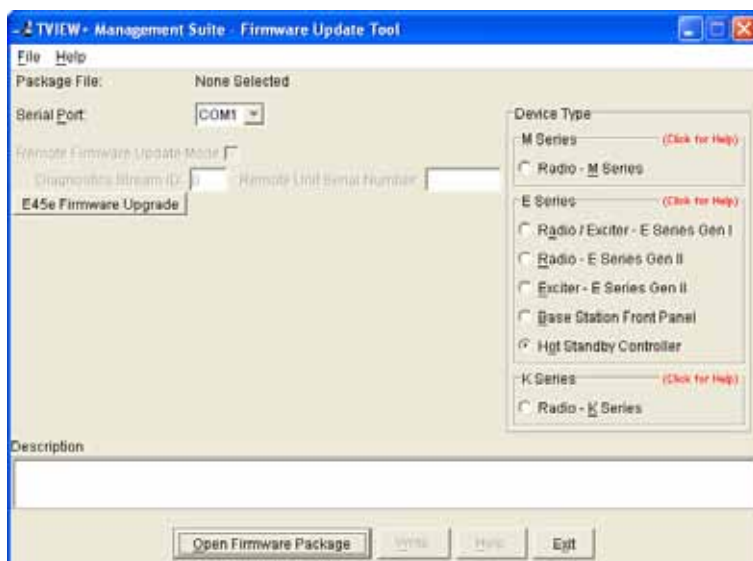 TVIEW+ Management Suite - Firmware Update Tool
File Help
Package File: None Selected
Serial Port: COM1
Remote Firmware Update Mode
Diagnostics Stream ID: 0 Remote Unit Serial Number:
E45e Firmware Upgrade
Device Type
M Series (Click for Help)
Radio - M Series
E Series (Click for Help)
Radio / Exciter - E Series Gen I
Radio - E Series Gen II
Exciter - E Series Gen II
Base Station Front Panel
Hot Standby Controller
K Series (Click for Help)
Radio - K Series
Description
Open Firmware Package Write Help Exit